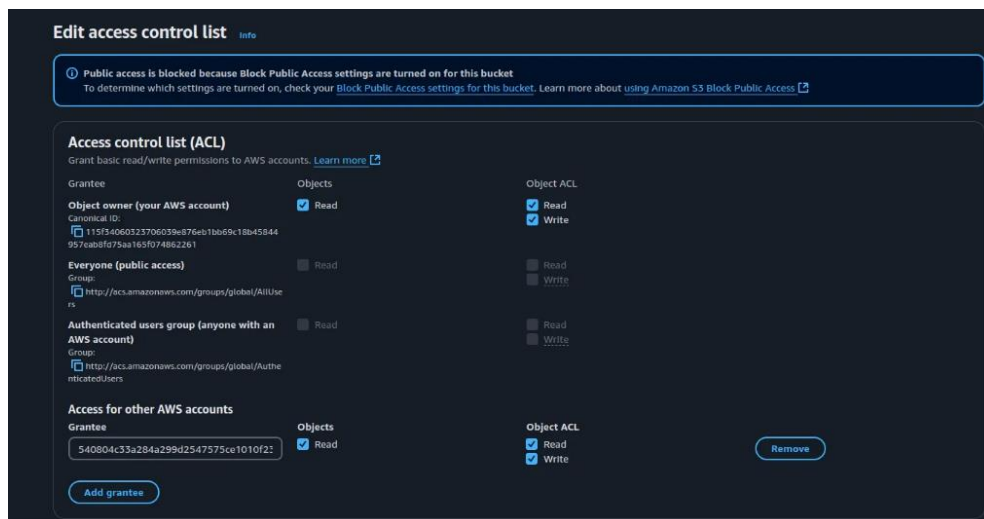 Edit access control list Info
Public access is blocked because Block Public Access settings are turned on for this bucket
To determine which settings are turned on, check your Block Public Access settings for this bucket. Learn more about using Amazon S3 Block Public Access
Access control list (ACL)
Grant basic read/write permissions to AWS accounts. Learn more
Grantee Objects Object ACL
Object owner (your AWS account) Read Read
Canonical ID: Write
115f34060323706039e876eb1bb69c18b45844
957eab8fd75aa165f074862261
Everyone (public access) Read Read
Group: Write
http://acs.amazonaws.com/groups/global/AllUse
rs
Authenticated users group (anyone with an Read Read
AWS account) Write
Group:
http://acs.amazonaws.com/groups/global/Authe
nticatedUsers
Access for other AWS accounts
Grantee Objects Object ACL
540804c33a284a299d2547575ce1010f23 Read Read Remove
Write
Add grantee